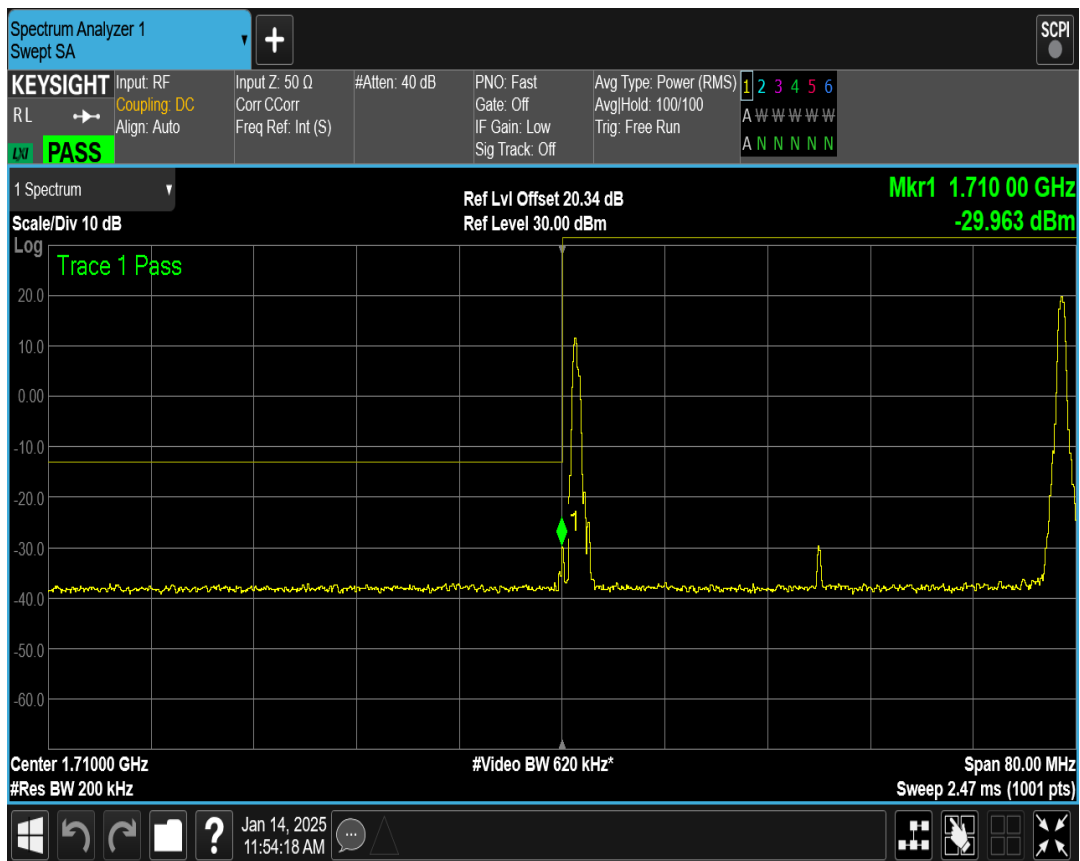 Spectrum Analyzer 1
Swept SA
+
SCPI
KEYSIGHT
RL
LXI
PASS
Input: RF
Coupling: DC
Align: Auto
Input Z: 50 Ω
Corr CCorr
Freq Ref: Int (S)
#Atten: 40 dB
PNO: Fast
Gate: Off
IF Gain: Low
Sig Track: Off
Avg Type: Power (RMS)
Avg|Hold: 100/100
Trig: Free Run
1 2 3 4 5 6
A W W W W W
A N N N N N
1 Spectrum
Scale/Div 10 dB
Ref Lvl Offset 20.34 dB
Ref Level 30.00 dBm
Mkr1 1.710 00 GHz
-29.963 dBm
Log
Trace 1 Pass
20.0
10.0
0.00
-10.0
-20.0
1
-30.0
-40.0
-50.0
-60.0
Center 1.71000 GHz
#Res BW 200 kHz
#Video BW 620 kHz*
Span 80.00 MHz
Sweep 2.47 ms (1001 pts)
?
Jan 14, 2025
11:54:18 AM